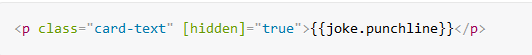 <p class="card-text" [hidden]="true">{{joke.punchline}}</p>